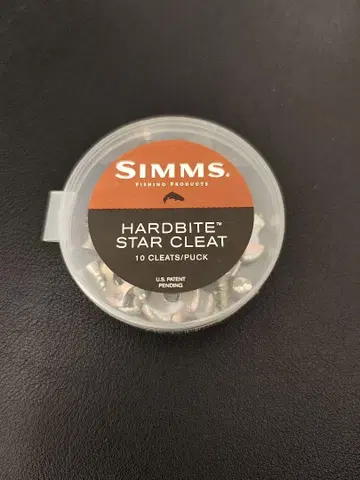 SIMMS®
FISHING PRODUCTS
HARDBITE™
STAR CLEAT
10 CLEATS/PUCK
U.S. PATENT
PENDING